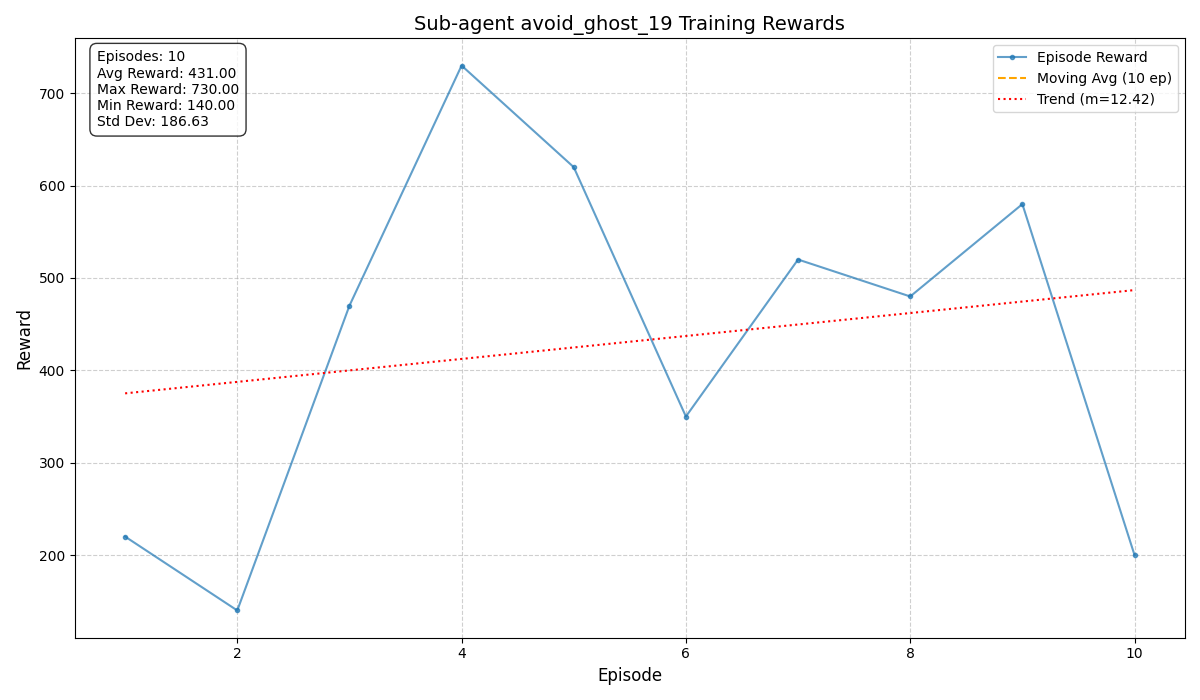 Sub-agent avoid_ghost_19 Training Rewards
Episodes: 10
Avg Reward: 431.00
Max Reward: 730.00
Min Reward: 140.00
Std Dev: 186.63
Episode Reward
Moving Avg (10 ep)
Trend (m=12.42)
Reward
700
600
500
400
300
200
2
4
6
8
10
Episode